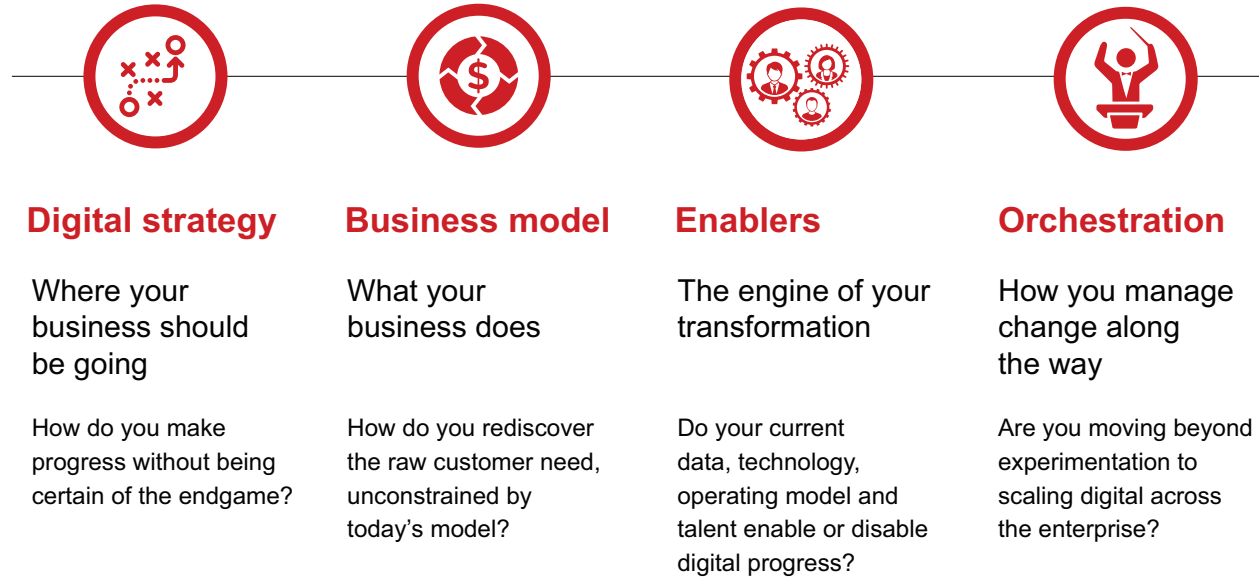 $
Digital strategy
Where your
business should
be going
How do you make
progress without being
certain of the endgame?
Business model
What your
business does
How do you rediscover
the raw customer need,
unconstrained by
today’s model?
Enablers
The engine of your
transformation
Do your current
data, technology,
operating model and
talent enable or disable
digital progress?
Orchestration
How you manage
change along
the way
Are you moving beyond
experimentation to
scaling digital across
the enterprise?